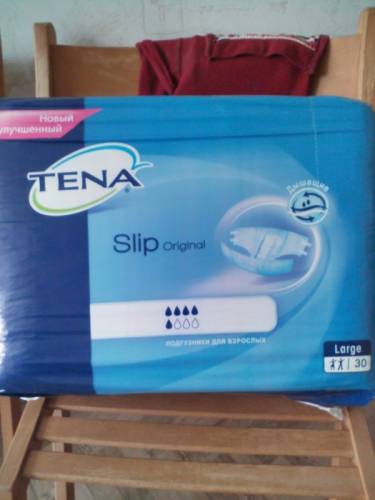 Новый
улучшенный
TENA
Дышащие
Slip Original
ПОДГУЗНИКИ ДЛЯ ВЗРОСЛЫХ
Large
30